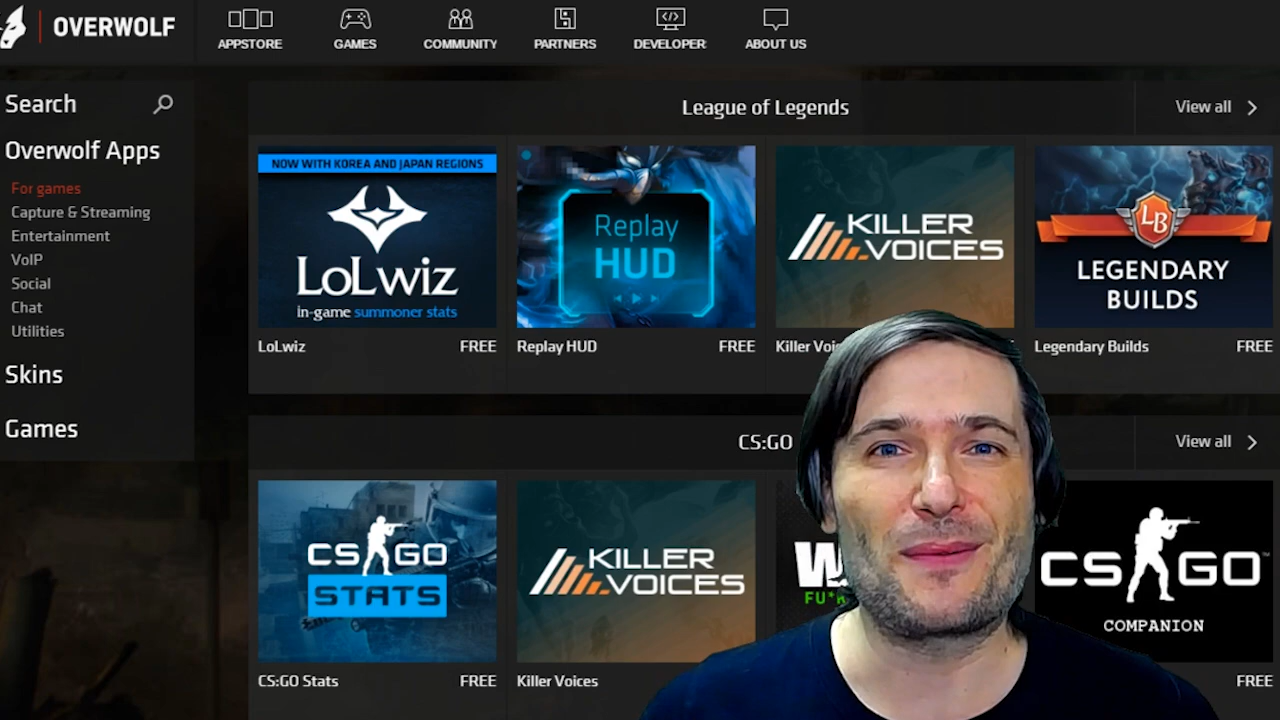 OVERWOLF
APPSTORE
GAMES
COMMUNITY
PARTNERS
DEVELOPER
ABOUT US
Search
Overwolf Apps
For games
Capture & Streaming
Entertainment
VoIP
Social
Chat
Utilities
Skins
Games
League of Legends
View all
NOW WITH KOREA AND JAPAN REGIONS
LoLwiz
in-game summoner stats
LoLwiz
FREE
Replay
HUD
Replay HUD
FREE
KILLER
VOICES
Killer
LB
LEGENDARY
BUILDS
Legendary Builds
FREE
CS:GO
View all
CS GO
STATS
CS:GO Stats
FREE
KILLER
VOICES
Killer Voices
CS GO
COMPANION
FREE